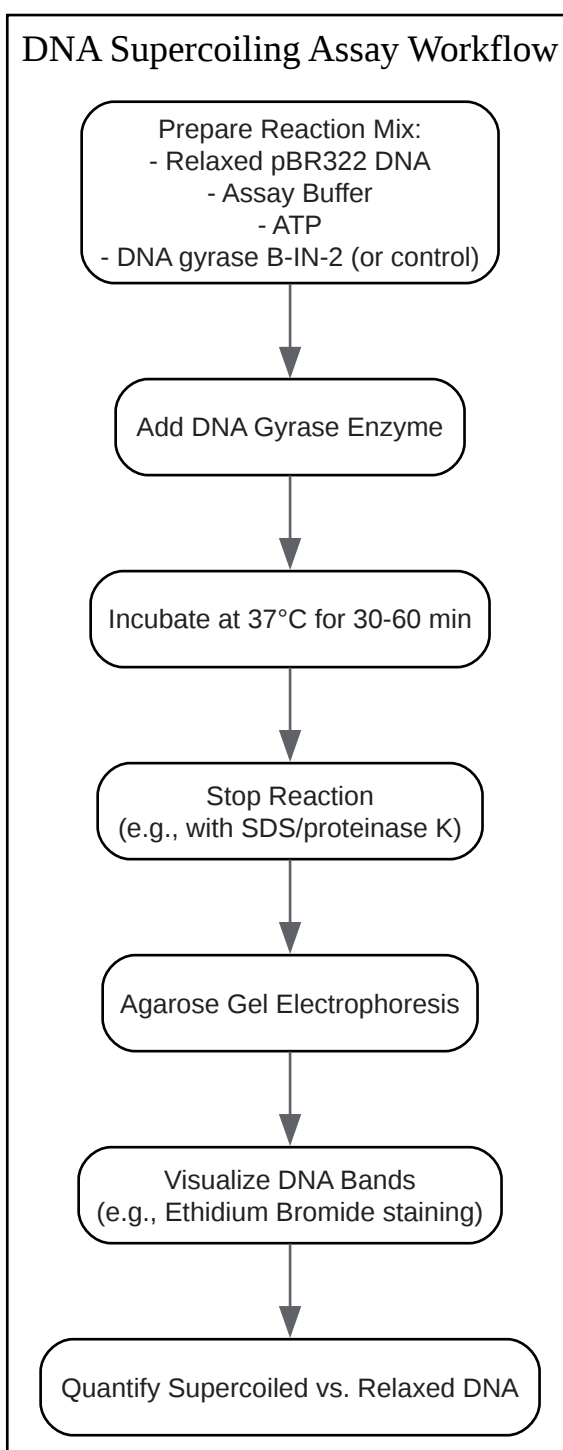 DNA Supercoiling Assay Workflow
Prepare Reaction Mix:
- Relaxed pBR322 DNA
- Assay Buffer
- ATP
- DNA gyrase B-IN-2 (or control)
Add DNA Gyrase Enzyme
Incubate at 37°C for 30-60 min
Stop Reaction
(e.g., with SDS/proteinase K)
Agarose Gel Electrophoresis
Visualize DNA Bands
(e.g., Ethidium Bromide staining)
Quantify Supercoiled vs. Relaxed DNA